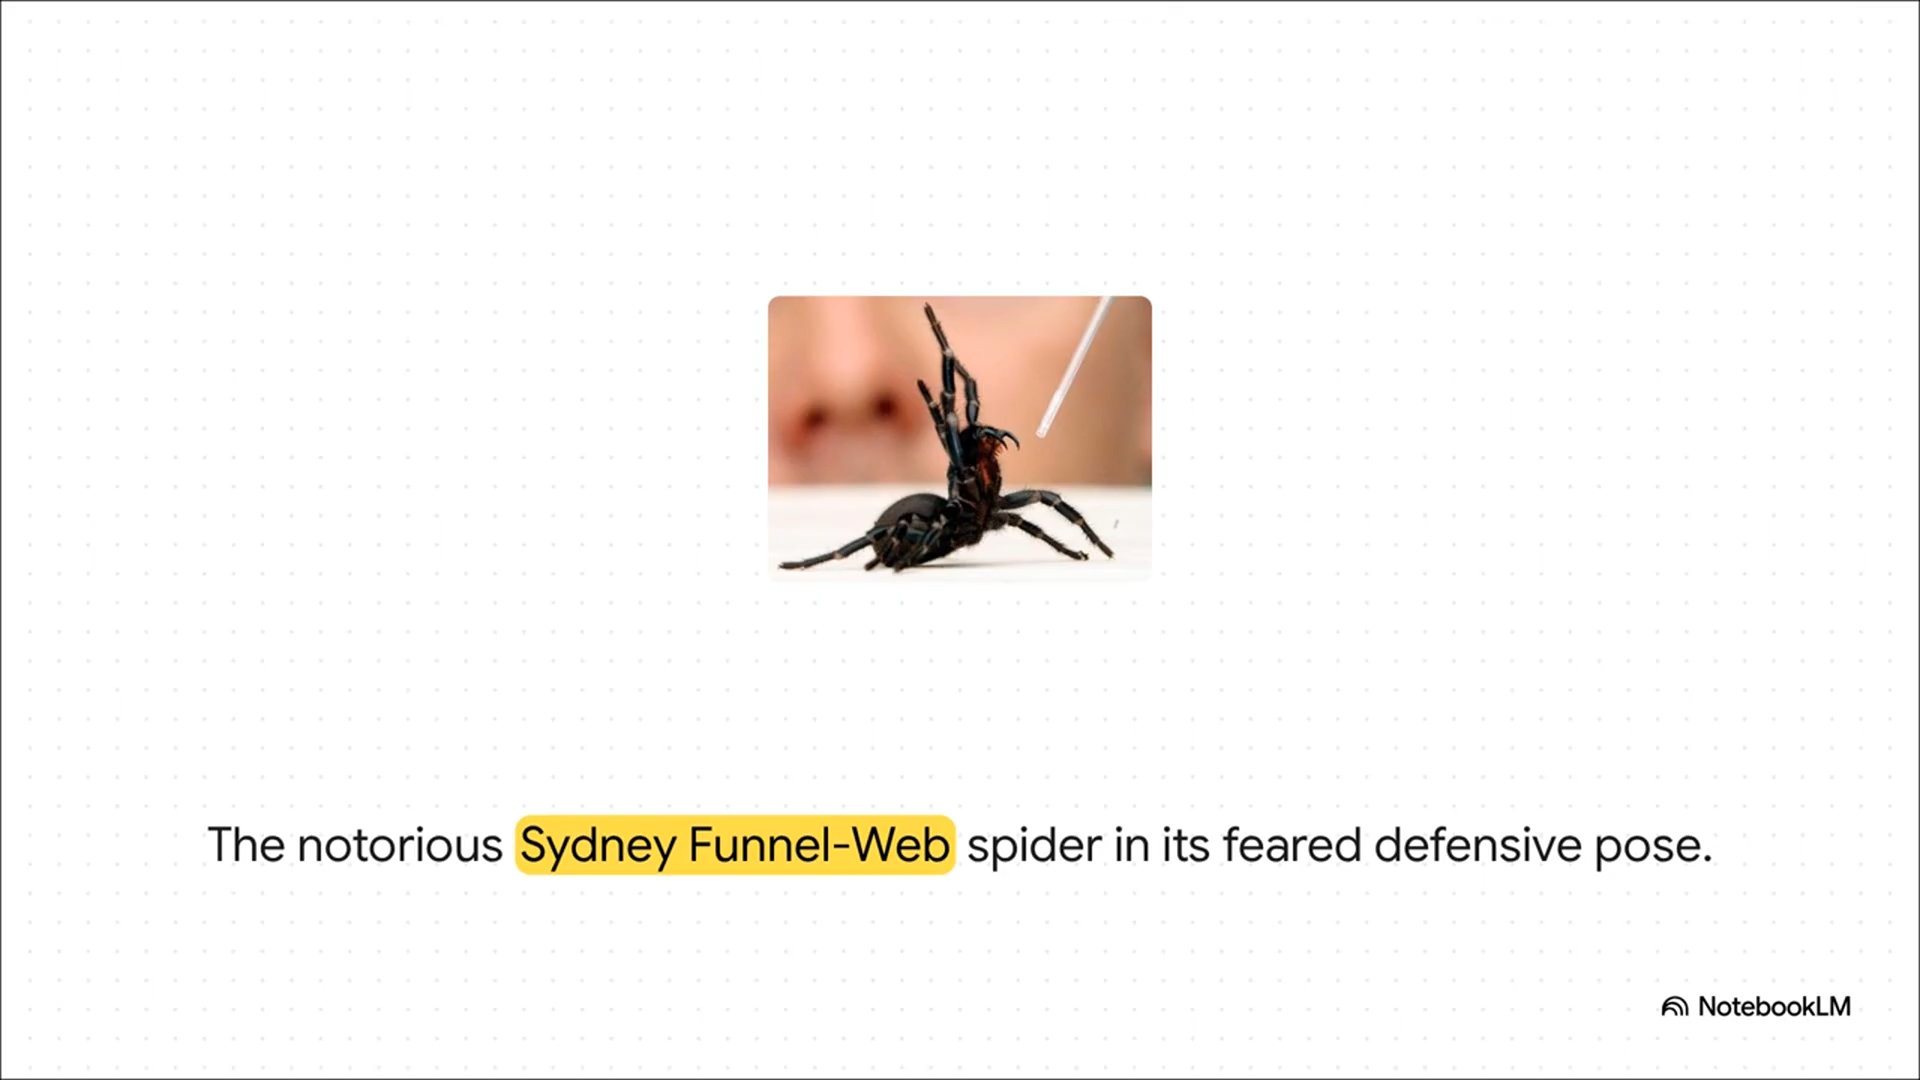 The notorious Sydney Funnel-Web spider in its feared defensive pose.
NotebookLM